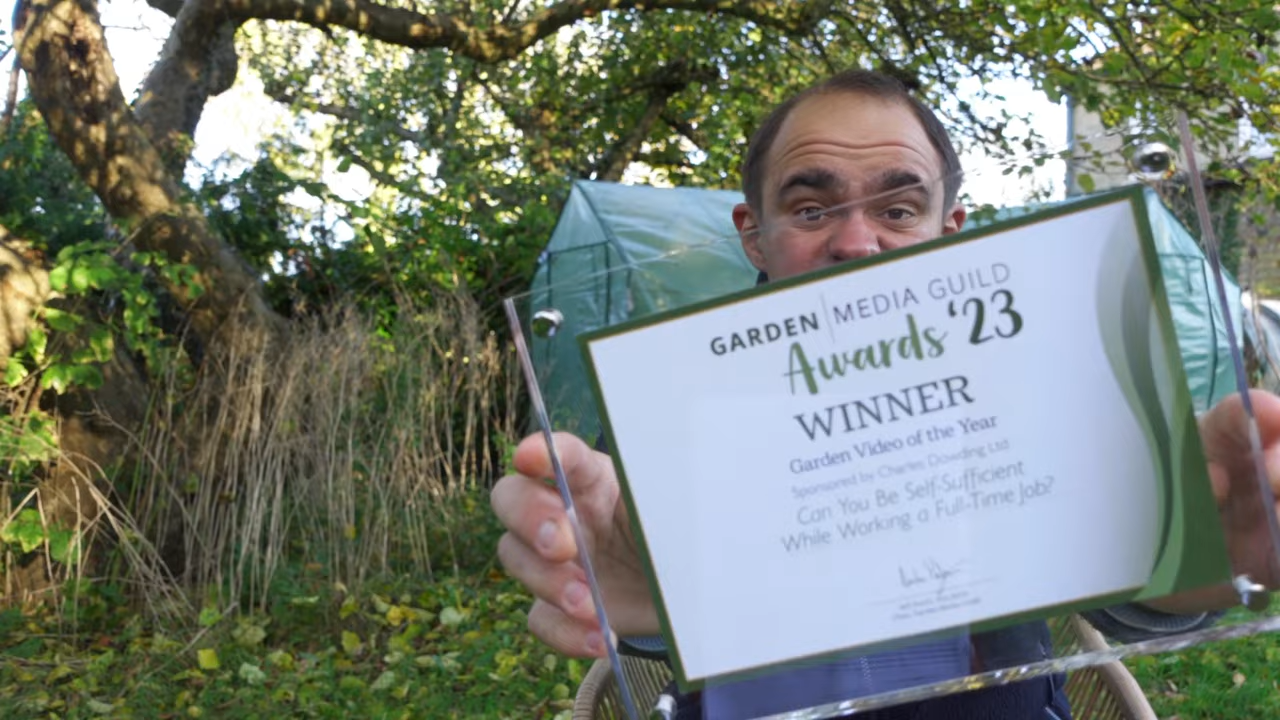 GARDEN | MEDIA GUILD
Awards '23
WINNER
Garden Video of the Year
Sponsored by Charles Dowding Ltd
Can You Be Self-Sufficient
While Working a Full-Time Job?